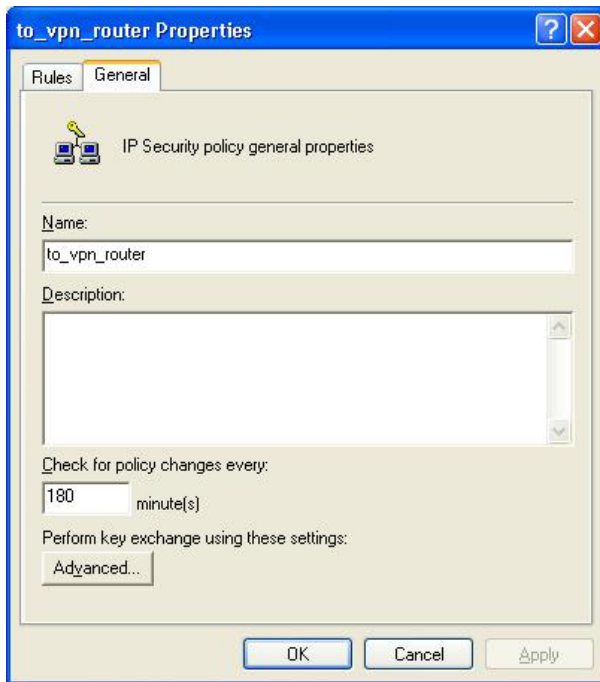 to_vpn_router Properties
Rules General
IP Security policy general properties
Name:
to_vpn_router
Description:
Check for policy changes every:
180 minute(s)
Perform key exchange using these settings:
Advanced...
OK Cancel Apply